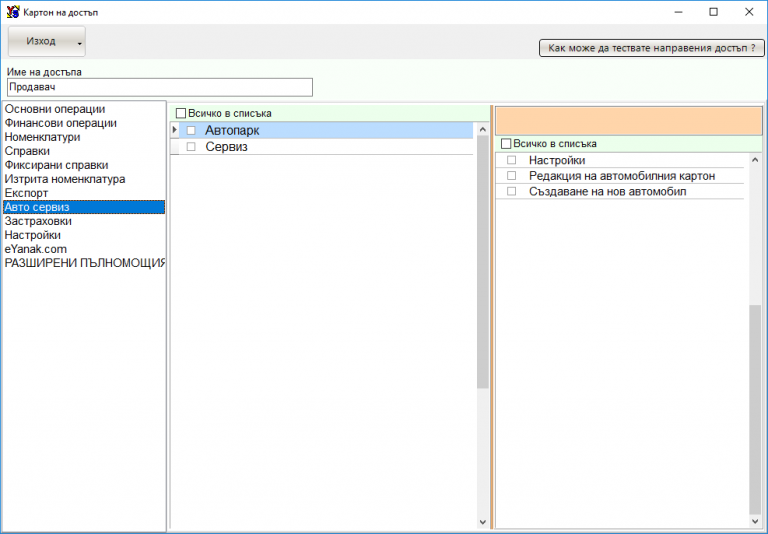 Картон на достъп
Изход
Как може да тествате направения достъп ?
Име на достъпа
Продавач
Основни операции
Финансови операции
Номенклатури
Справки
Фиксирани справки
Изтрита номенклатура
Експорт
Авто сервиз
Застраховки
Настройки
eYanak.com
РАЗШИРЕНИ ПЪЛНОМОЩИЯ
Всичко в списъка
Автопарк
Сервиз
Всичко в списъка
Настройки
Редакция на автомобилния картон
Създаване на нов автомобил